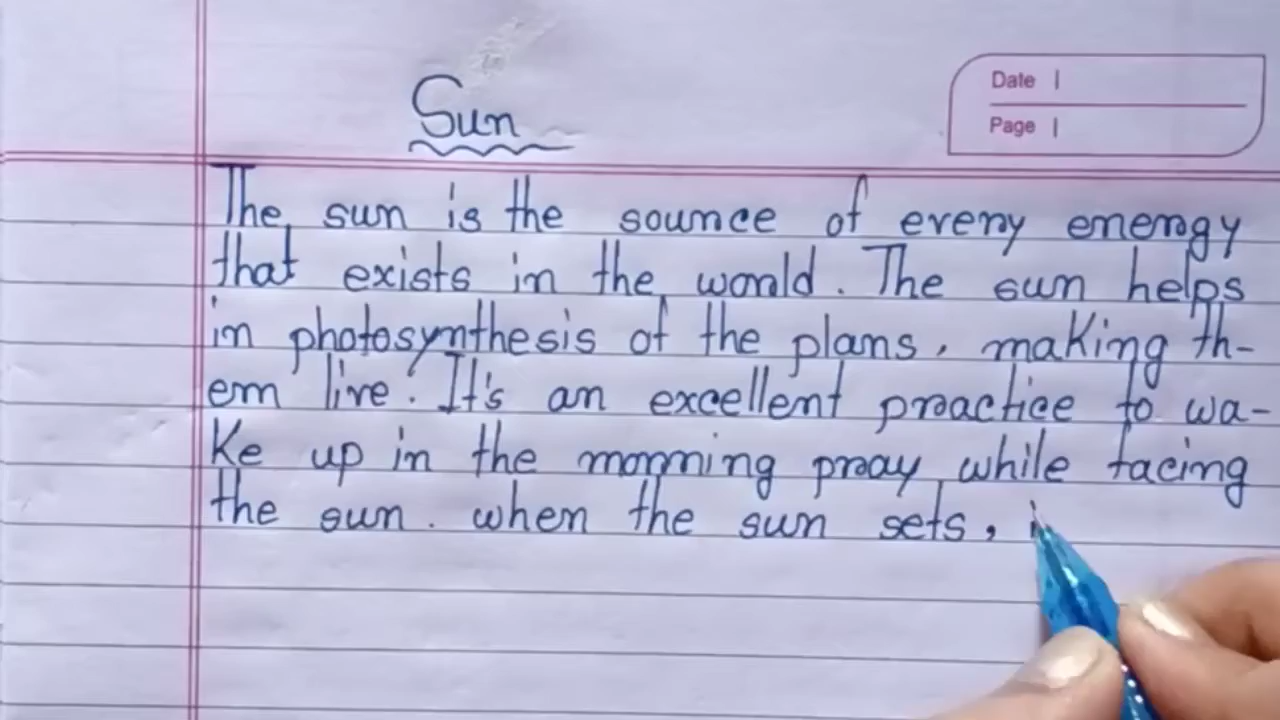 Sun
Date
Page
The sun is the source of every energy
that exists in the world. The sun helps
in photosynthesis of the plans, making th-
em live. It's an excellent practice to wa-
ke up in the morning pray while facing
the sun. when the sun sets, i